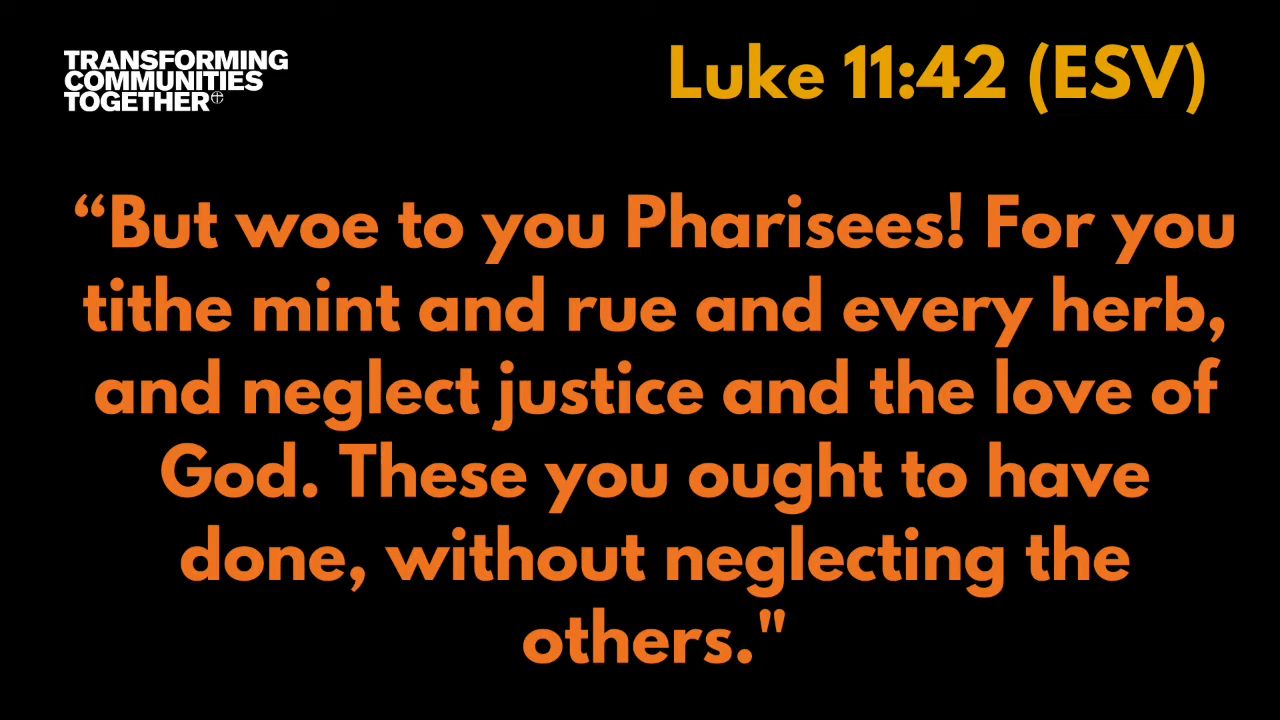 TRANSFORMING
COMMUNITIES
TOGETHER
Luke 11:42 (ESV)
“But woe to you Pharisees! For you
tithe mint and rue and every herb,
and neglect justice and the love of
God. These you ought to have
done, without neglecting the
others."